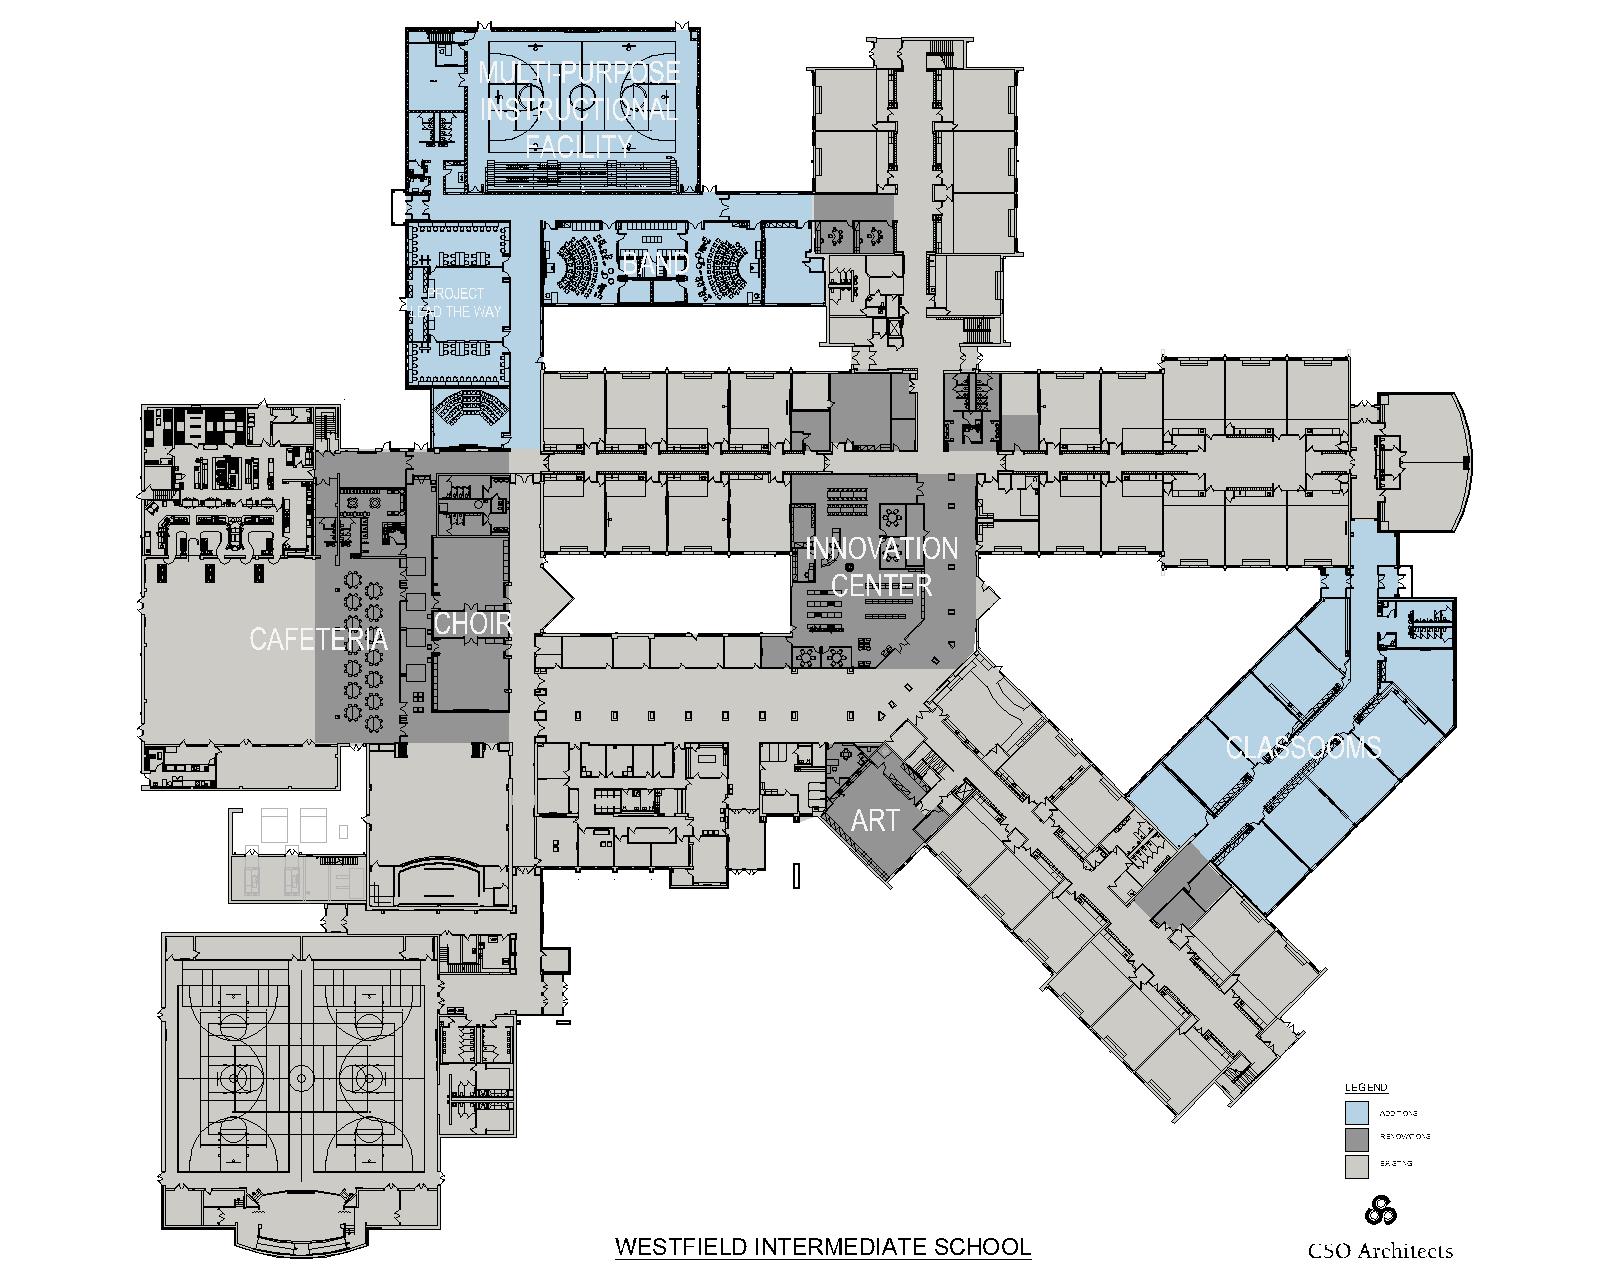 MULTI-PURPOSE
INSTRUCTIONAL
FACILITY
BAND
PROJECT
LEAD THE WAY
INNOVATION
CENTER
CAFETERIA
CHOIR
CLASSOOMS
ART
LEGEND
ADDITIONS
RENOVATIONS
EXISTING
WESTFIELD INTERMEDIATE SCHOOL
CSO Architects